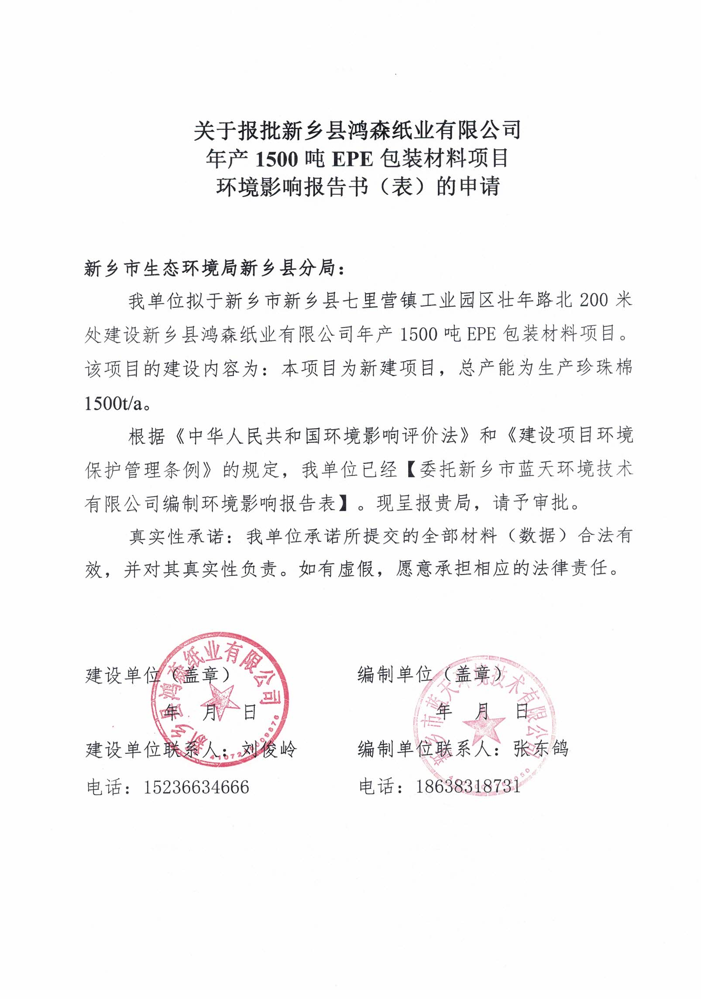 关于报批新乡县鸿森纸业有限公司
年产 1500 吨 EPE 包装材料项目
环境影响报告书（表）的申请
新乡市生态环境局新乡县分局：
我单位拟于新乡市新乡县七里营镇工业园区壮年路北 200 米
处建设新乡县鸿森纸业有限公司年产 1500 吨 EPE 包装材料项目。
该项目的建设内容为：本项目为新建项目，总产能为生产珍珠棉
1500t/a。
根据《中华人民共和国环境影响评价法》和《建设项目环境
保护管理条例》的规定，我单位已经【委托新乡市蓝天环境技术
有限公司编制环境影响报告表】。现呈报贵局，请予审批。
真实性承诺：我单位承诺所提交的全部材料（数据）合法有
效，并对其真实性负责。如有虚假，愿意承担相应的法律责任。
建设单位（盖章） 编制单位（盖章）
年 月 日 年 月 日
建设单位联系人：刘俊岭 编制单位联系人：张东鸽
电话：15236634666 电话：18638318731
新乡县鸿森纸业有限公司
新乡市蓝天环境技术有限公司